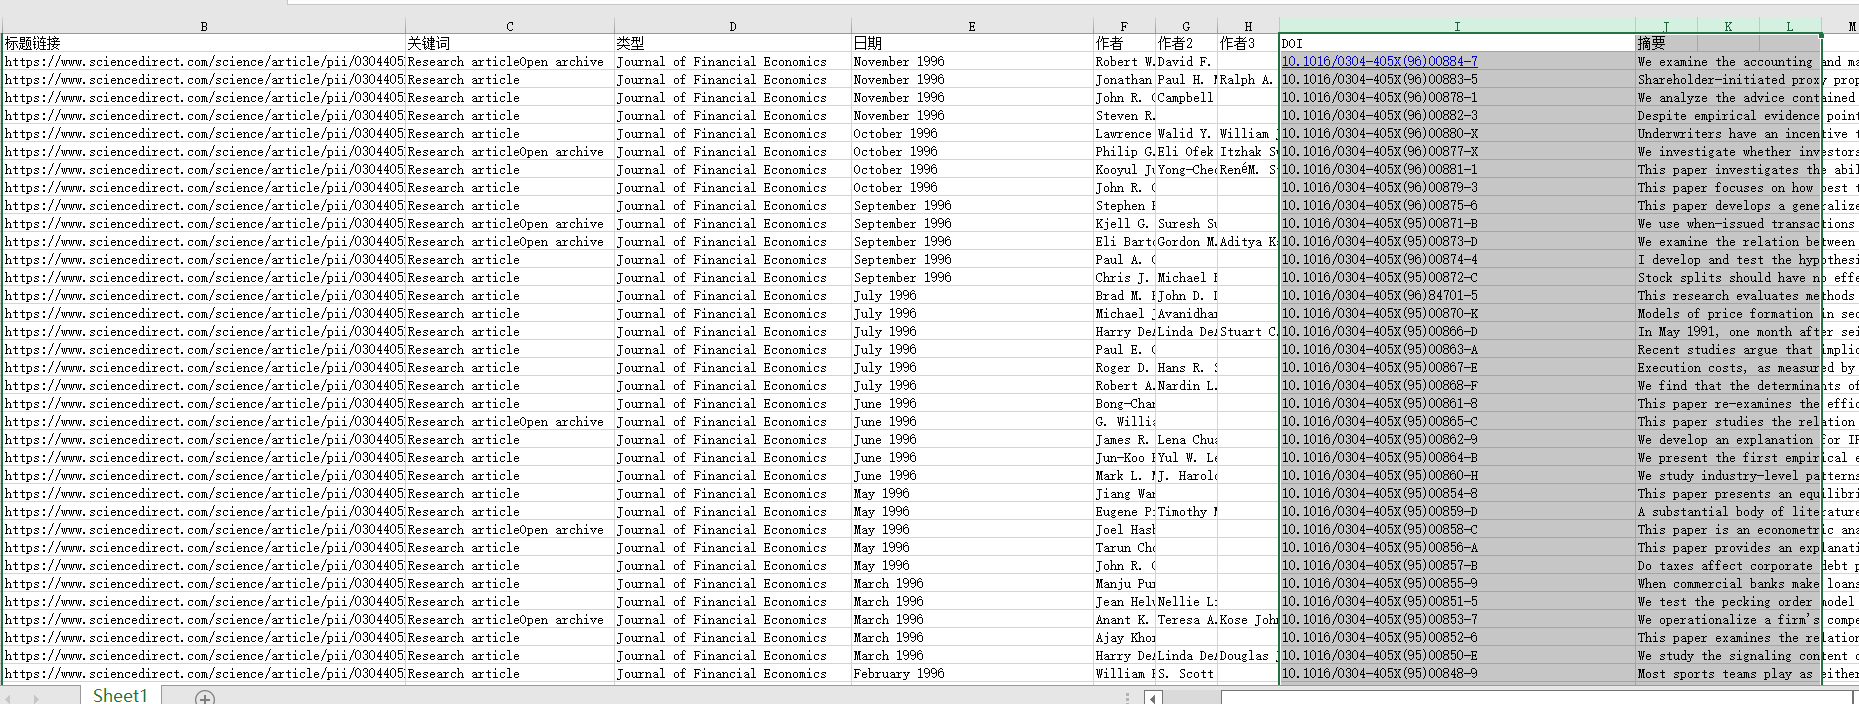 B C D E F G H I J K L M
标题链接 关键词 类型 日期 作者 作者2 作者3 DOI 摘要
https://www.sciencedirect.com/science/article/pii/0304405 Research articleOpen archive Journal of Financial Economics November 1996 Robert W. David F. 10.1016/0304-405X(96)00884-7 We examine the accounting and ma
https://www.sciencedirect.com/science/article/pii/0304405 Research article Journal of Financial Economics November 1996 Jonathan Paul H. Ralph A. 10.1016/0304-405X(96)00883-5 Shareholder-initiated proxy prop
https://www.sciencedirect.com/science/article/pii/0304405 Research article Journal of Financial Economics November 1996 John R. Campbell 10.1016/0304-405X(96)00878-1 We analyze the advice contained
https://www.sciencedirect.com/science/article/pii/0304405 Research article Journal of Financial Economics November 1996 Steven R. 10.1016/0304-405X(96)00882-3 Despite empirical evidence point
https://www.sciencedirect.com/science/article/pii/0304405 Research article Journal of Financial Economics October 1996 Lawrence Walid Y. William 10.1016/0304-405X(96)00880-X Underwriters have an incentive t
https://www.sciencedirect.com/science/article/pii/0304405 Research articleOpen archive Journal of Financial Economics October 1996 Philip G. Eli Ofek Itzhak 10.1016/0304-405X(96)00877-X We investigate whether investors
https://www.sciencedirect.com/science/article/pii/0304405 Research article Journal of Financial Economics October 1996 Kooyul Yong-Che RenéM. 10.1016/0304-405X(96)00881-1 This paper investigates the abil
https://www.sciencedirect.com/science/article/pii/0304405 Research article Journal of Financial Economics October 1996 John R. 10.1016/0304-405X(96)00879-3 This paper focuses on how best t
https://www.sciencedirect.com/science/article/pii/0304405 Research article Journal of Financial Economics September 1996 Stephen 10.1016/0304-405X(96)00875-6 This paper develops a generalize
https://www.sciencedirect.com/science/article/pii/0304405 Research articleOpen archive Journal of Financial Economics September 1996 Kjell G. Suresh 10.1016/0304-405X(95)00871-B We use when-issued transactions
https://www.sciencedirect.com/science/article/pii/0304405 Research articleOpen archive Journal of Financial Economics September 1996 Eli Bart Gordon M. Aditya 10.1016/0304-405X(95)00873-D We examine the relation between
https://www.sciencedirect.com/science/article/pii/0304405 Research article Journal of Financial Economics September 1996 Paul A. 10.1016/0304-405X(96)00874-4 I develop and test the hypothesi
https://www.sciencedirect.com/science/article/pii/0304405 Research article Journal of Financial Economics September 1996 Chris J. Michael 10.1016/0304-405X(95)00872-C Stock splits should have no effe
https://www.sciencedirect.com/science/article/pii/0304405 Research article Journal of Financial Economics July 1996 Brad M. John D. 10.1016/0304-405X(96)84701-5 This research evaluates methods
https://www.sciencedirect.com/science/article/pii/0304405 Research article Journal of Financial Economics July 1996 Michael Avanidha 10.1016/0304-405X(95)00870-K Models of price formation in sec
https://www.sciencedirect.com/science/article/pii/0304405 Research article Journal of Financial Economics July 1996 Harry De Linda De Stuart C. 10.1016/0304-405X(95)00866-D In May 1991, one month after sei
https://www.sciencedirect.com/science/article/pii/0304405 Research article Journal of Financial Economics July 1996 Paul E. 10.1016/0304-405X(95)00863-A Recent studies argue that implic
https://www.sciencedirect.com/science/article/pii/0304405 Research article Journal of Financial Economics July 1996 Roger D. Hans R. 10.1016/0304-405X(95)00867-E Execution costs, as measured by
https://www.sciencedirect.com/science/article/pii/0304405 Research article Journal of Financial Economics July 1996 Robert A. Nardin L. 10.1016/0304-405X(95)00868-F We find that the determinants of
https://www.sciencedirect.com/science/article/pii/0304405 Research article Journal of Financial Economics June 1996 Bong-Cha 10.1016/0304-405X(95)00861-8 This paper re-examines the effic
https://www.sciencedirect.com/science/article/pii/0304405 Research articleOpen archive Journal of Financial Economics June 1996 G. Willi 10.1016/0304-405X(95)00865-C This paper studies the relation
https://www.sciencedirect.com/science/article/pii/0304405 Research article Journal of Financial Economics June 1996 James R. Lena Chu 10.1016/0304-405X(95)00862-9 We develop an explanation for IP
https://www.sciencedirect.com/science/article/pii/0304405 Research article Journal of Financial Economics June 1996 Jun-Koo Yul W. 10.1016/0304-405X(95)00864-B We present the first empirical e
https://www.sciencedirect.com/science/article/pii/0304405 Research article Journal of Financial Economics June 1996 Mark L. J. Harol 10.1016/0304-405X(95)00860-H We study industry-level patterns
https://www.sciencedirect.com/science/article/pii/0304405 Research article Journal of Financial Economics May 1996 Jiang Wa 10.1016/0304-405X(95)00854-8 This paper presents an equilibri
https://www.sciencedirect.com/science/article/pii/0304405 Research article Journal of Financial Economics May 1996 Eugene Timothy 10.1016/0304-405X(95)00859-D A substantial body of literature
https://www.sciencedirect.com/science/article/pii/0304405 Research articleOpen archive Journal of Financial Economics May 1996 Joel Hasb 10.1016/0304-405X(95)00858-C This paper is an econometric ana
https://www.sciencedirect.com/science/article/pii/0304405 Research article Journal of Financial Economics May 1996 Tarun 10.1016/0304-405X(95)00856-A This paper provides an explanati
https://www.sciencedirect.com/science/article/pii/0304405 Research article Journal of Financial Economics May 1996 John R. 10.1016/0304-405X(95)00857-B Do taxes affect corporate debt p
https://www.sciencedirect.com/science/article/pii/0304405 Research article Journal of Financial Economics March 1996 Manju 10.1016/0304-405X(95)00855-9 When commercial banks make loans
https://www.sciencedirect.com/science/article/pii/0304405 Research article Journal of Financial Economics March 1996 Jean Nellie 10.1016/0304-405X(95)00851-5 We test the pecking order model
https://www.sciencedirect.com/science/article/pii/0304405 Research articleOpen archive Journal of Financial Economics March 1996 Anant K. Teresa A. Kose John 10.1016/0304-405X(95)00853-7 We operationalize a firm's compe
https://www.sciencedirect.com/science/article/pii/0304405 Research article Journal of Financial Economics March 1996 Ajay 10.1016/0304-405X(95)00852-6 This paper examines the relation
https://www.sciencedirect.com/science/article/pii/0304405 Research article Journal of Financial Economics March 1996 Harry De Linda De Douglas 10.1016/0304-405X(95)00850-E We study the signaling content o
https://www.sciencedirect.com/science/article/pii/0304405 Research article Journal of Financial Economics February 1996 William S. Scott 10.1016/0304-405X(95)00848-9 Most sports teams play as either
Sheet1